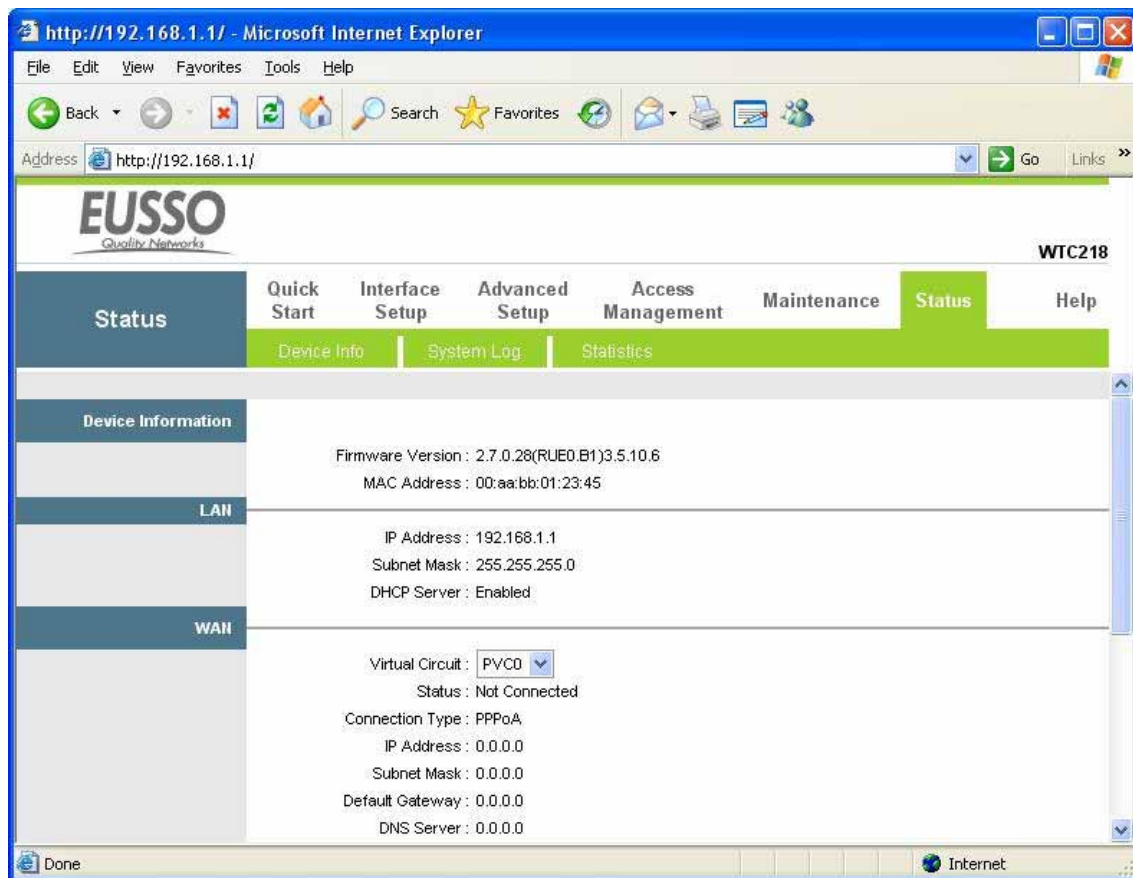 http://192.168.1.1/ - Microsoft Internet Explorer
File Edit View Favorites Tools Help
Back Search Favorites
Address http://192.168.1.1/ Go Links »
EUSSO
Quality Networks
WTC218
Status
Quick Start
Interface Setup
Advanced Setup
Access Management
Maintenance
Status
Help
Device Info System Log Statistics
Device Information
Firmware Version : 2.7.0.28(RUE0.B1)3.5.10.6
MAC Address : 00:aa:bb:01:23:45
LAN
IP Address : 192.168.1.1
Subnet Mask : 255.255.255.0
DHCP Server : Enabled
WAN
Virtual Circuit : PVC0
Status : Not Connected
Connection Type : PPPoA
IP Address : 0.0.0.0
Subnet Mask : 0.0.0.0
Default Gateway : 0.0.0.0
DNS Server : 0.0.0.0
Done Internet